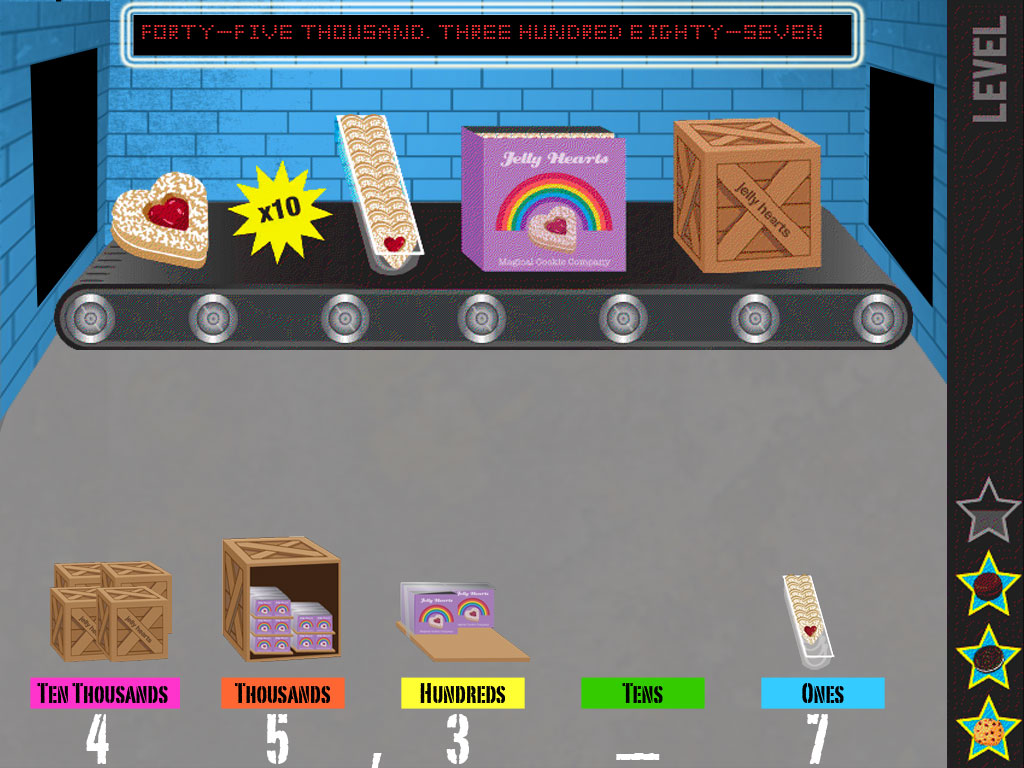 FORTY-FIVE THOUSAND, THREE HUNDRED EIGHTY-SEVEN
LEVEL
x10
Jelly Hearts
Magical Cookie Company
jelly hearts
TEN THOUSANDS
THOUSANDS
HUNDREDS
TENS
ONES
4 5 , 3 _ 7